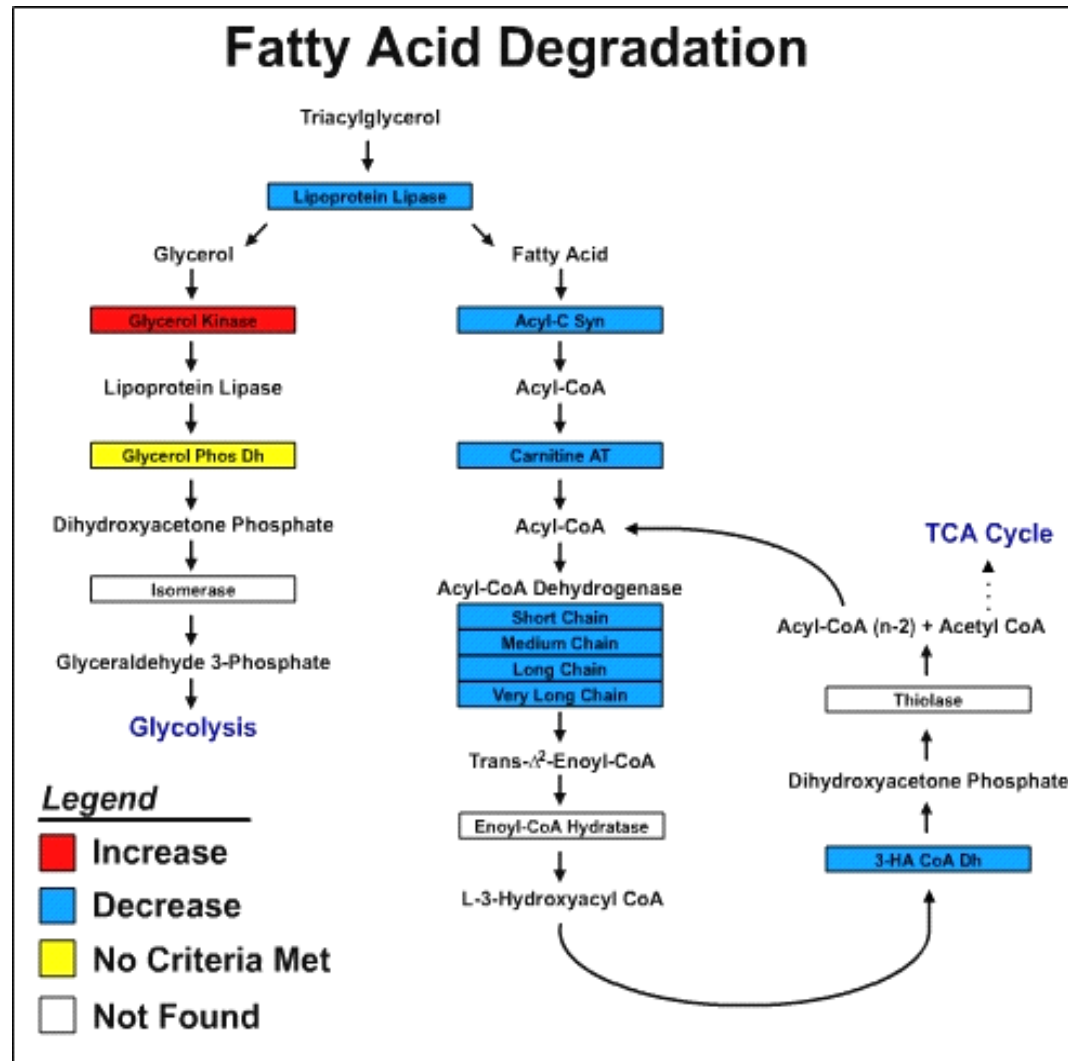 Fatty Acid Degradation
Triacylglycerol
Lipoprotein Lipase
Glycerol
Fatty Acid
Glycerol Kinase
Acyl-C Syn
Lipoprotein Lipase
Acyl-CoA
Glycerol Phos Dh
Carnitine AT
Dihydroxyacetone Phosphate
Acyl-CoA
TCA Cycle
Isomerase
Acyl-CoA Dehydrogenase
Short Chain
Medium Chain
Long Chain
Very Long Chain
Acyl-CoA (n-2) + Acetyl CoA
Glyceraldehyde 3-Phosphate
Thiolase
Glycolysis
Trans-Δ²-Enoyl-CoA
Dihydroxyacetone Phosphate
Enoyl-CoA Hydratase
3-HA CoA Dh
L-3-Hydroxyacyl CoA
Legend
Increase
Decrease
No Criteria Met
Not Found